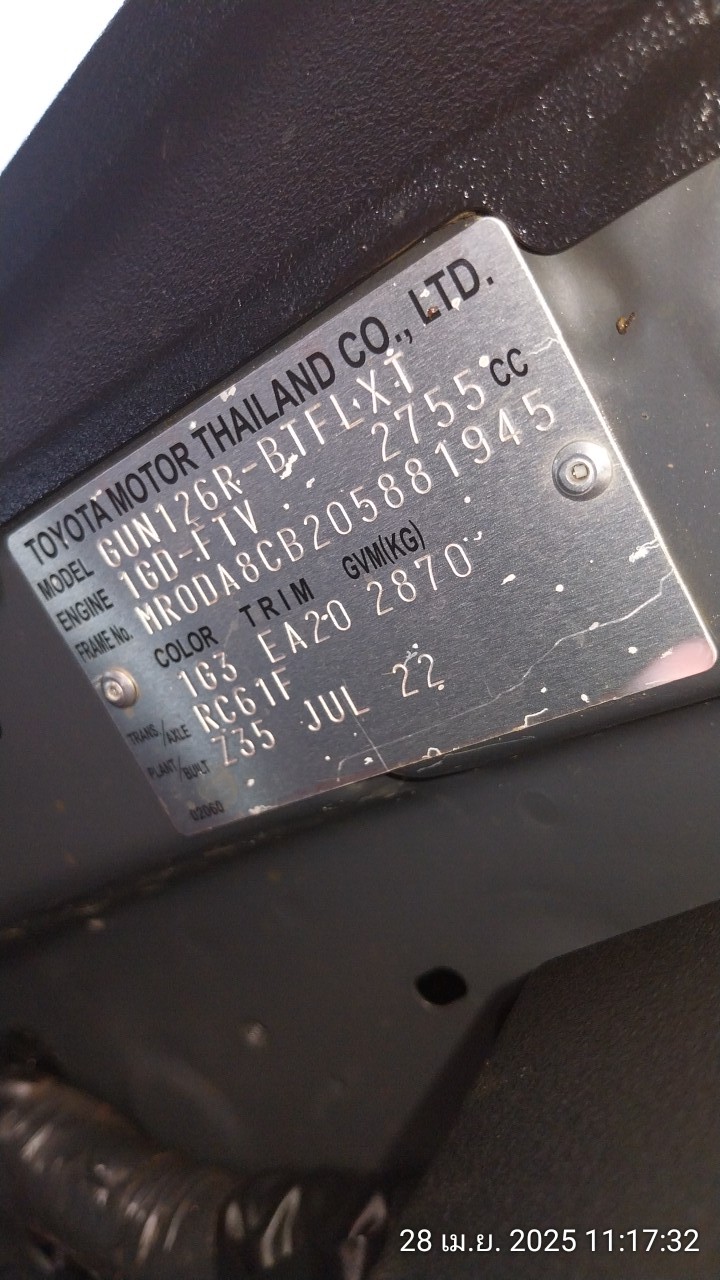 TOYOTA MOTOR THAILAND CO., LTD.
MODEL GUN126R-BTFLXT
ENGINE 1GD-FTV 2755 CC
FRAME No. MR0DA8CB205881945
COLOR TRIM GVM(KG)
1G3 EA20 2870
TRANS./AXLE RC61F
PLANT/BUILT Z35 JUL 22
02060
28 เม.ย. 2025 11:17:32